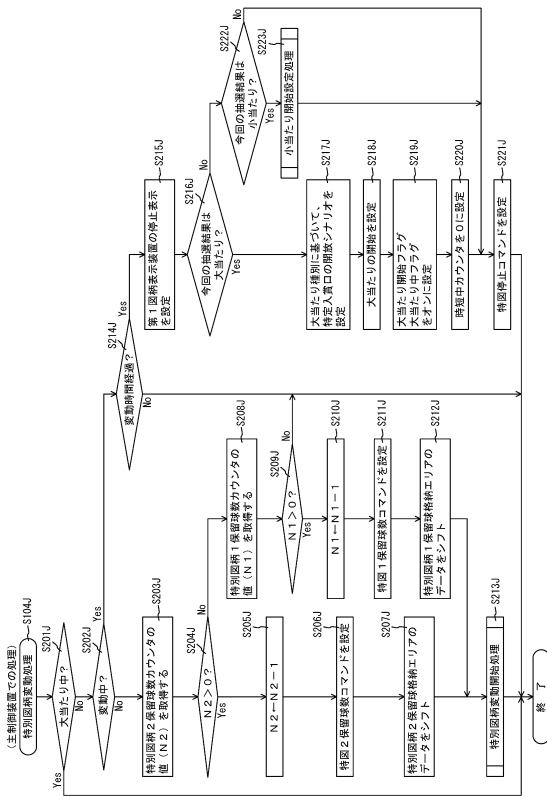 (主制御装置での処理)
特別図柄変動処理
S104J
大当たり中?
S201J
Yes
No
変動中?
S202J
Yes
No
特別図柄2保留球数カウンタの
値(N2)を取得する
S203J
N2>0?
S204J
No
Yes
N2←N2-1
S205J
特図2保留球数コマンドを設定
S206J
特別図柄2保留球格納エリアの
データをシフト
S207J
特別図柄1保留球数カウンタの
値(N1)を取得する
S208J
N1>0?
S209J
No
Yes
N1←N1-1
S210J
特図1保留球数コマンドを設定
S211J
特別図柄1保留球格納エリアの
データをシフト
S212J
特別図柄変動開始処理
S213J
変動時間経過?
S214J
Yes
No
第1図柄表示装置の停止表示
を設定
S215J
今回の抽選結果は
大当たり?
S216J
No
Yes
大当たり種別に基づいて、
特定入賞口の開放シナリオを
設定
S217J
大当たりの開始を設定
S218J
大当たり開始フラグ
大当たり中フラグ
をオンに設定
S219J
時短中カウンタを0に設定
S220J
特図停止コマンドを設定
S221J
今回の抽選結果は
小当たり?
S222J
No
Yes
小当たり開始設定処理
S223J
終 了